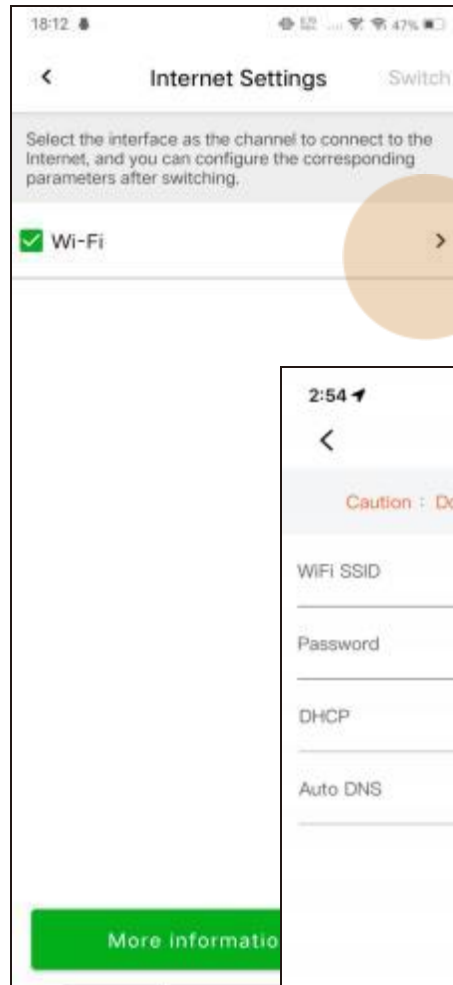 18:12
47%
Internet Settings
Switch
Select the interface as the channel to connect to the
Internet, and you can configure the corresponding
parameters after switching.
Wi-Fi
2:54
Caution : Do
WiFi SSID
Password
DHCP
Auto DNS
More informatio